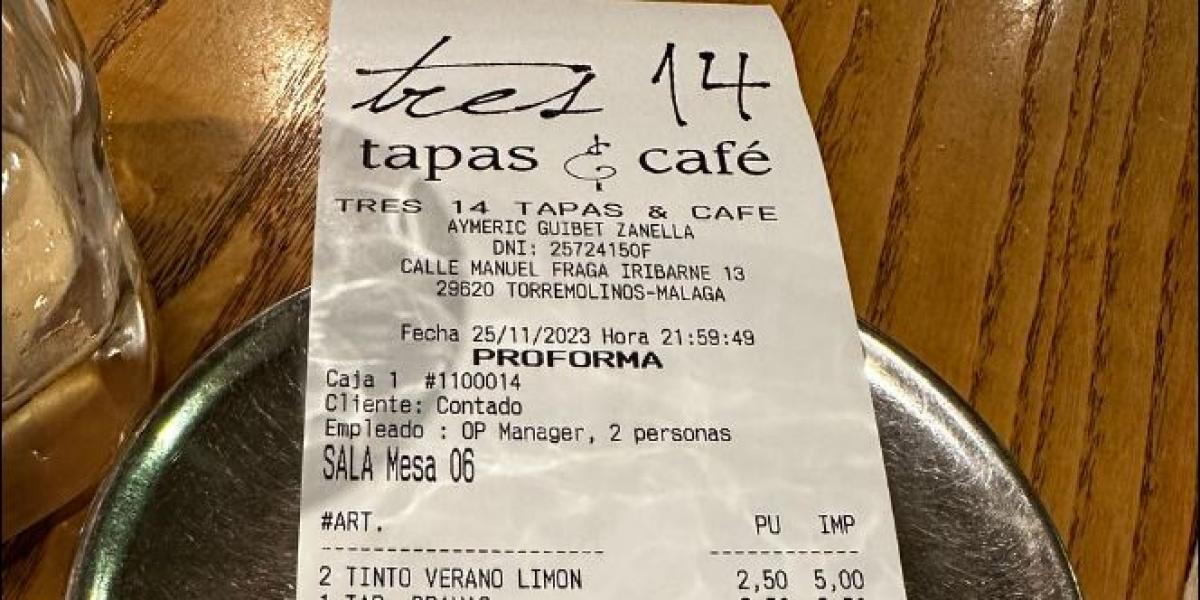 tres 14
tapas & café
TRES 14 TAPAS & CAFE
AYMERIC GUIBET ZANELLA
DNI: 25724150F
CALLE MANUEL FRAGA IRIBARNE 13
29620 TORREMOLINOS-MALAGA
Fecha 25/11/2023 Hora 21:59:49
PROFORMA
Caja 1 #1100014
Cliente: Contado
Empleado : OP Manager, 2 personas
SALA Mesa 06
#ART. PU IMP
2 TINTO VERANO LIMON 2,50 5,00